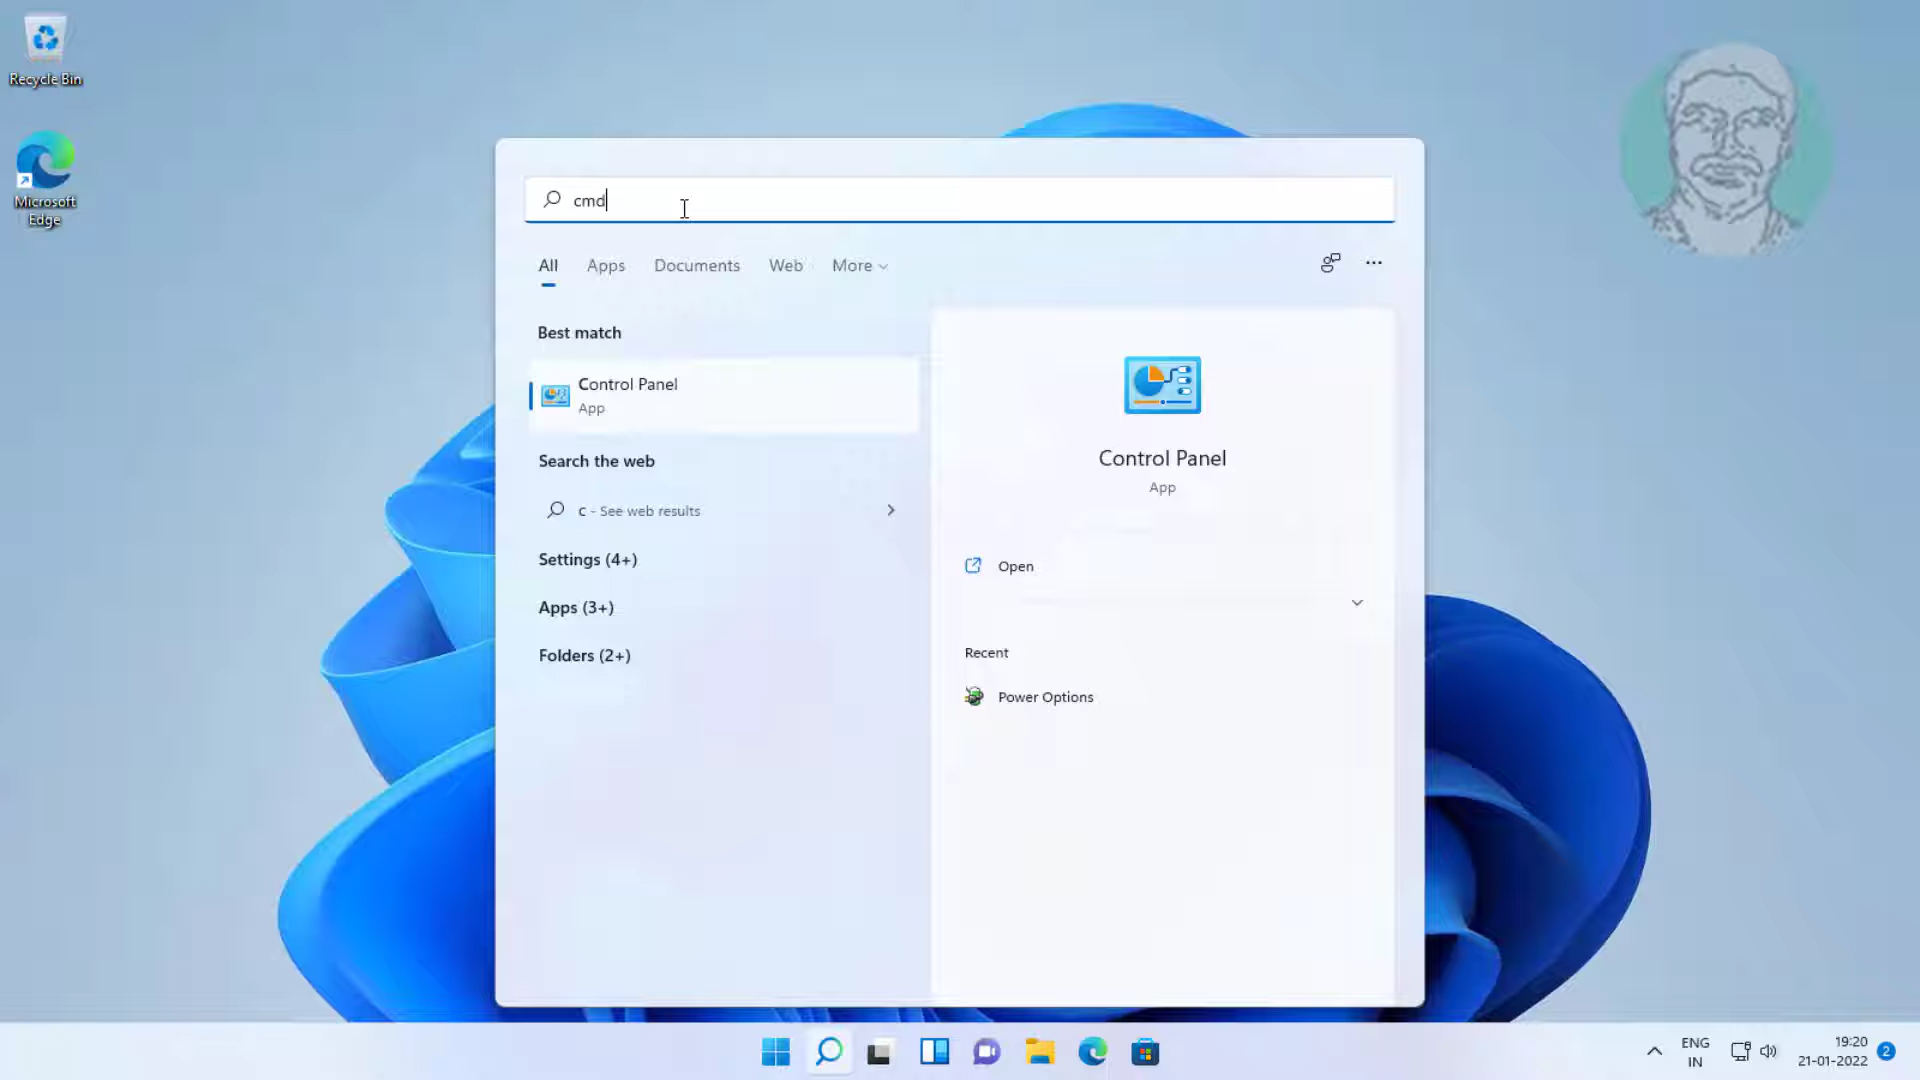 Recycle Bin
Microsoft
Edge
cmd
All Apps Documents Web More
Best match
Control Panel
App
Search the web
c - See web results
Settings (4+)
Apps (3+)
Folders (2+)
Control Panel
App
Open
Recent
Power Options
ENG
IN
19:20
21-01-2022
2